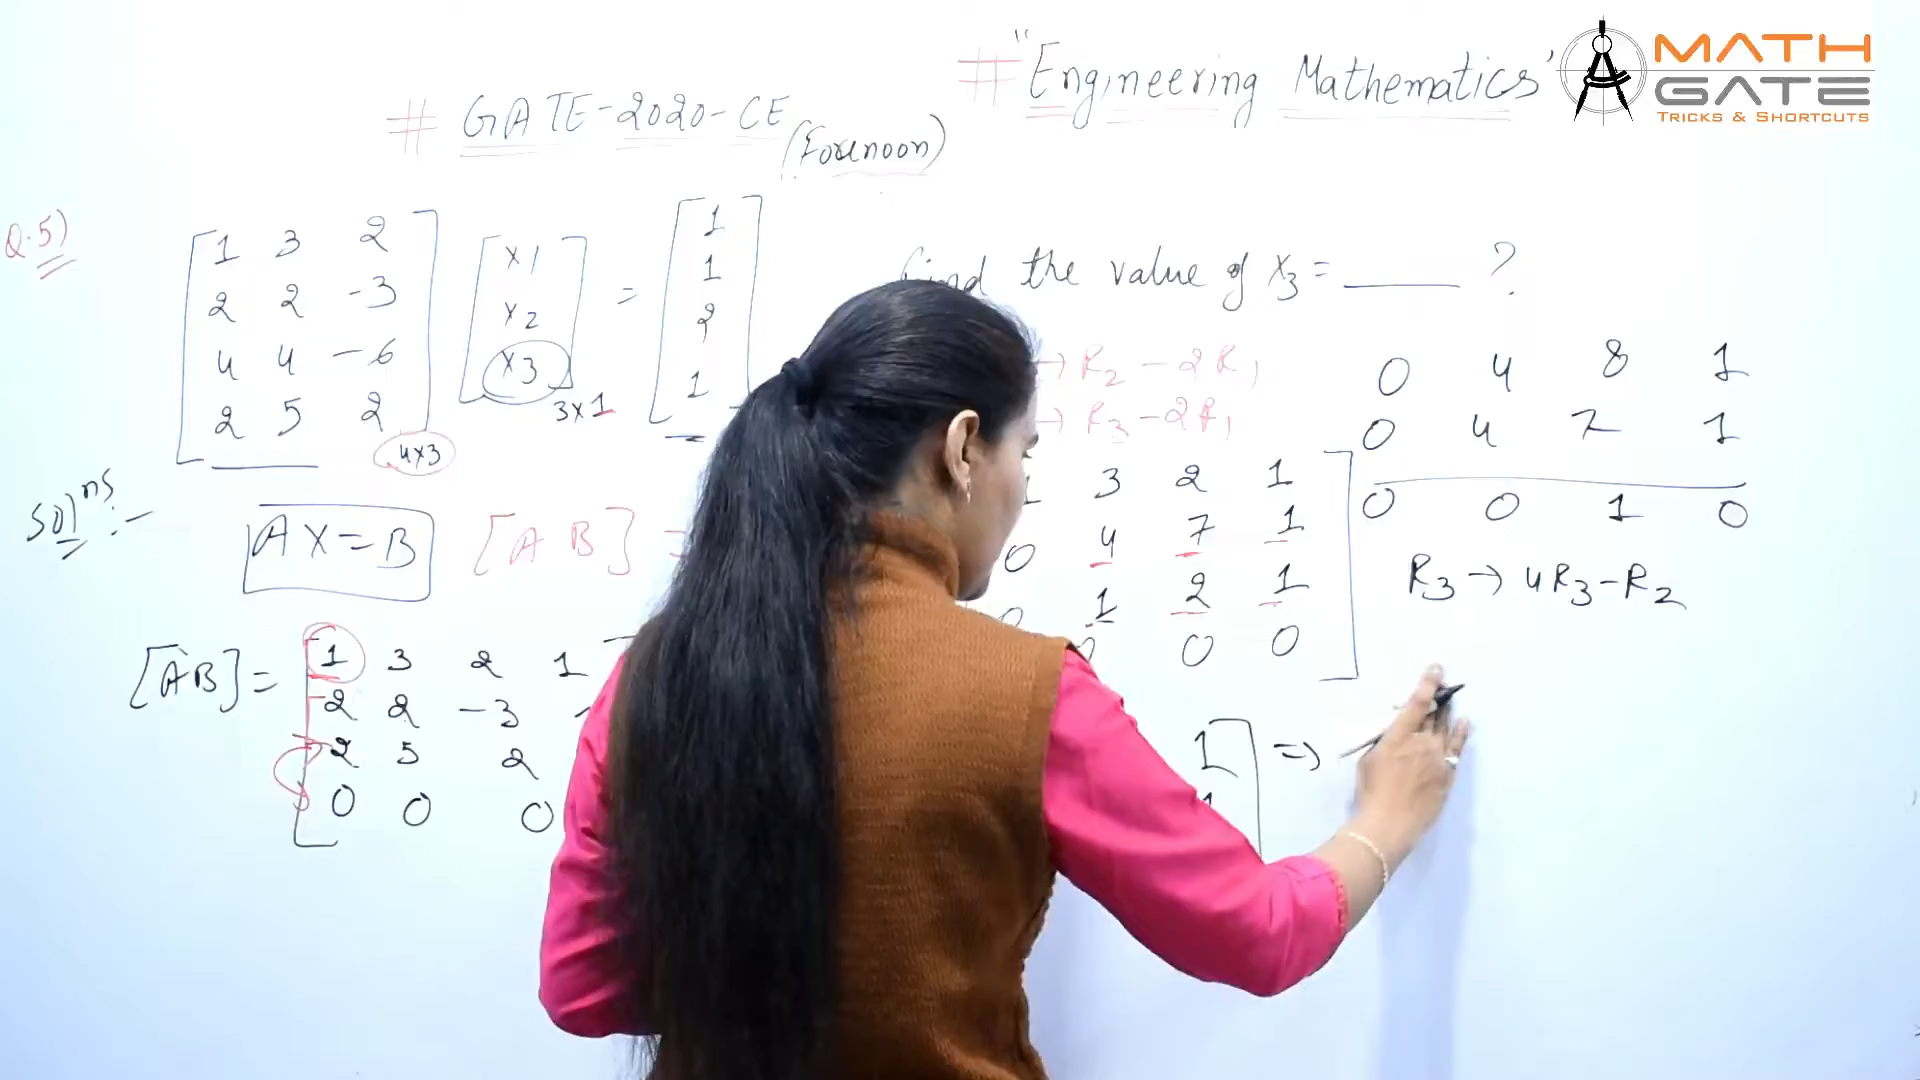 # "Engineering Mathematics"
MATH
GATE
TRICKS & SHORTCUTS
# GATE-2020-CE
(Forenoon)
Q.5)
1 3 2
2 2 -3
4 4 -6
2 5 2
4x3
x1
x2
x3
3x1
=
1
1
2
1
the value of x3 = ______ ?
→ R2 - 2R1
→ R3 - 2R1
Solns :-
AX=B
[AB] =
3 2 1
0 4 7 1
1 2 1
0 0
0 4 8 1
0 4 7 1
0 0 1 0
R3 → 4R3-R2
[AB] =
1 3 2 1
2 2 -3
2 5 2
0 0 0
1 ⇒